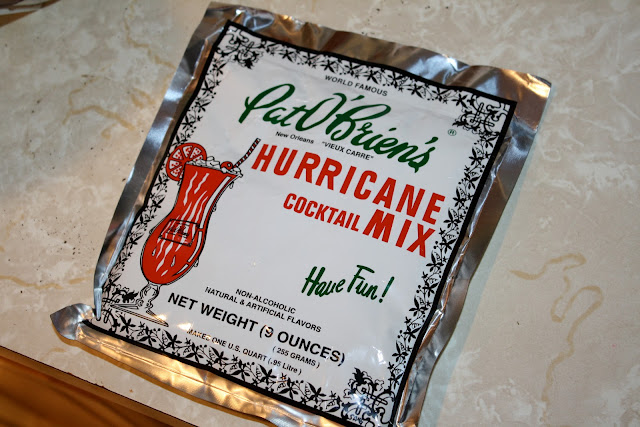 WORLD FAMOUS
Pat O'Brien's ®
New Orleans "VIEUX CARRE"
HURRICANE
COCKTAIL MIX
Have Fun!
NON-ALCOHOLIC
NATURAL & ARTIFICIAL FLAVORS
NET WEIGHT (9 OUNCES)
(255 GRAMS)
MAKES ONE U.S. QUART (.95 Litre)